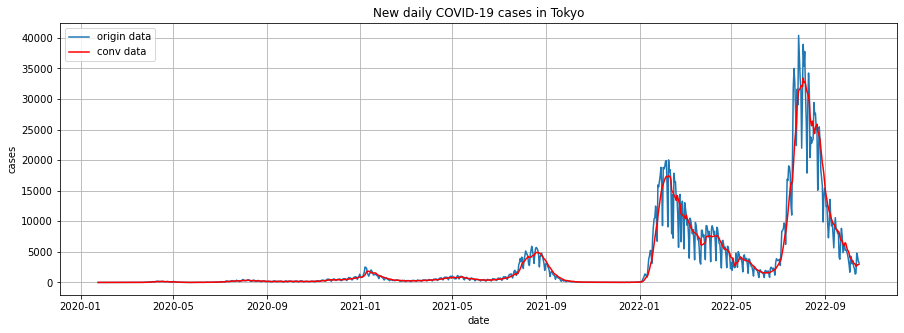 New daily COVID-19 cases in Tokyo
origin data
conv data
40000
35000
30000
25000
20000
15000
10000
5000
0
cases
2020-01 2020-05 2020-09 2021-01 2021-05 2021-09 2022-01 2022-05 2022-09
date